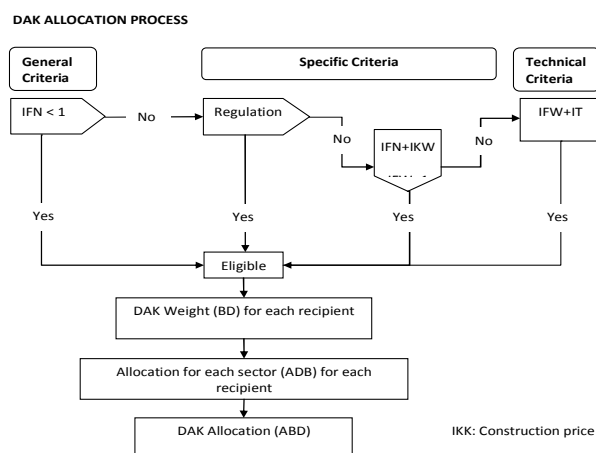 DAK ALLOCATION PROCESS
General
Criteria
Specific Criteria
Technical
Criteria
IFN < 1
No
Regulation
No
IFN+IKW
No
IFW+IT
Yes
Yes
Yes
Yes
Eligible
DAK Weight (BD) for each recipient
Allocation for each sector (ADB) for each
recipient
DAK Allocation (ABD)
IKK: Construction price